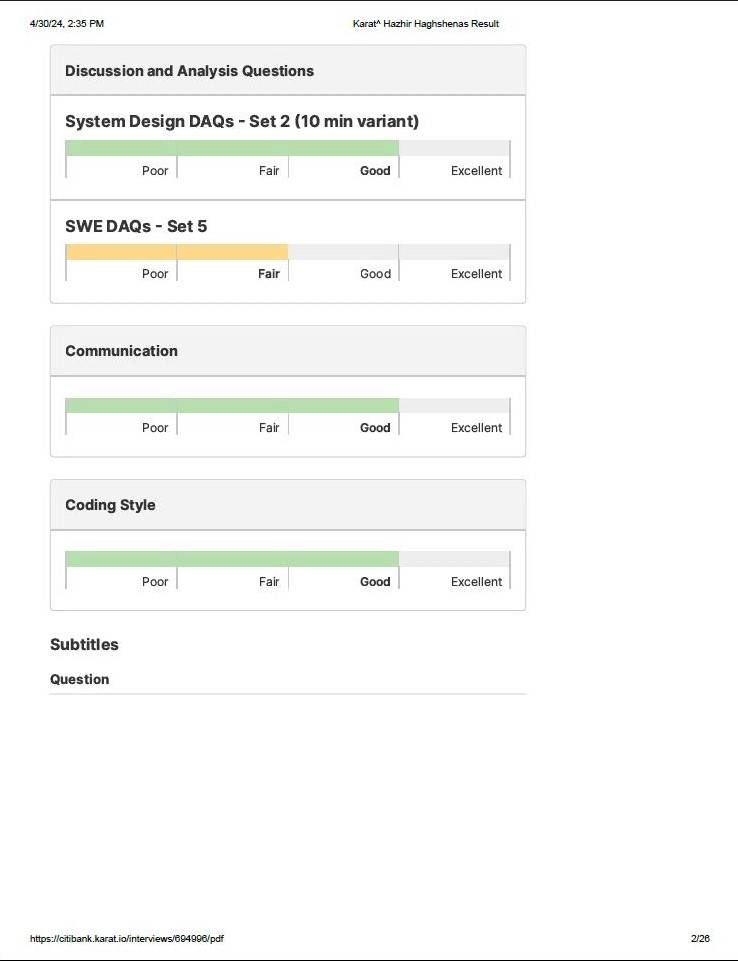 4/30/24, 2:35 PM Karat^ Hazhir Haghshenas Result
Discussion and Analysis Questions
System Design DAQs - Set 2 (10 min variant)
Poor Fair Good Excellent
SWE DAQs - Set 5
Poor Fair Good Excellent
Communication
Poor Fair Good Excellent
Coding Style
Poor Fair Good Excellent
Subtitles
Question
https://citibank.karat.io/interviews/694996/pdf 2/26